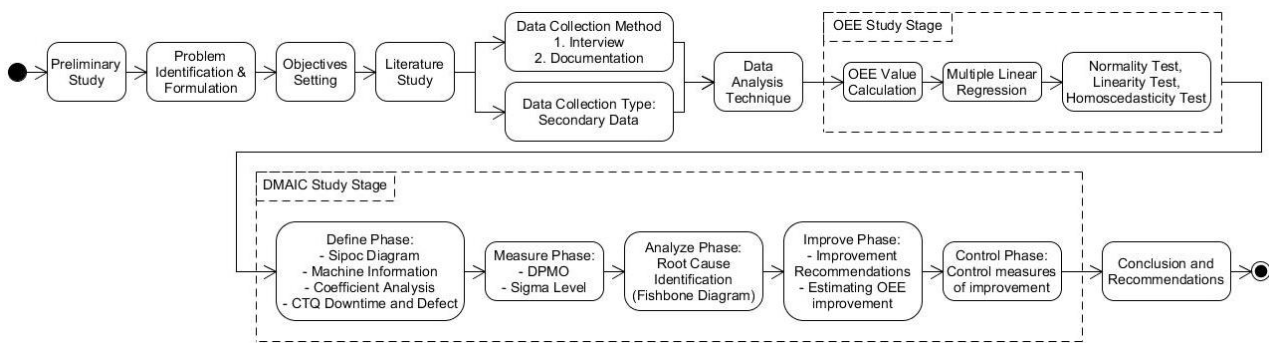 Preliminary
Study
Problem
Identification &
Formulation
Objectives
Setting
Literature
Study
Data Collection Method
1. Interview
2. Documentation
Data Collection Type:
Secondary Data
Data
Analysis
Technique
OEE Study Stage
OEE Value
Calculation
Multiple Linear
Regression
Normality Test,
Linearity Test,
Homoscedasticity Test
DMAIC Study Stage
Define Phase:
- Sipoc Diagram
- Machine Information
- Coefficient Analysis
- CTQ Downtime and Defect
Measure Phase:
- DPMO
- Sigma Level
Analyze Phase:
Root Cause
Identification
(Fishbone Diagram)
Improve Phase:
- Improvement
Recommendations
- Estimating OEE
improvement
Control Phase:
Control measures
of improvement
Conclusion and
Recommendations